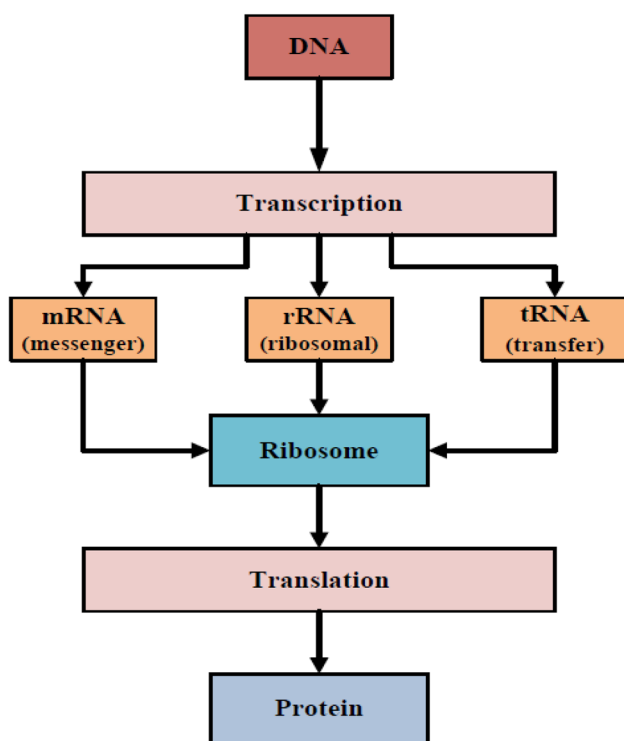 DNA
Transcription
mRNA
(messenger)
rRNA
(ribosomal)
tRNA
(transfer)
Ribosome
Translation
Protein